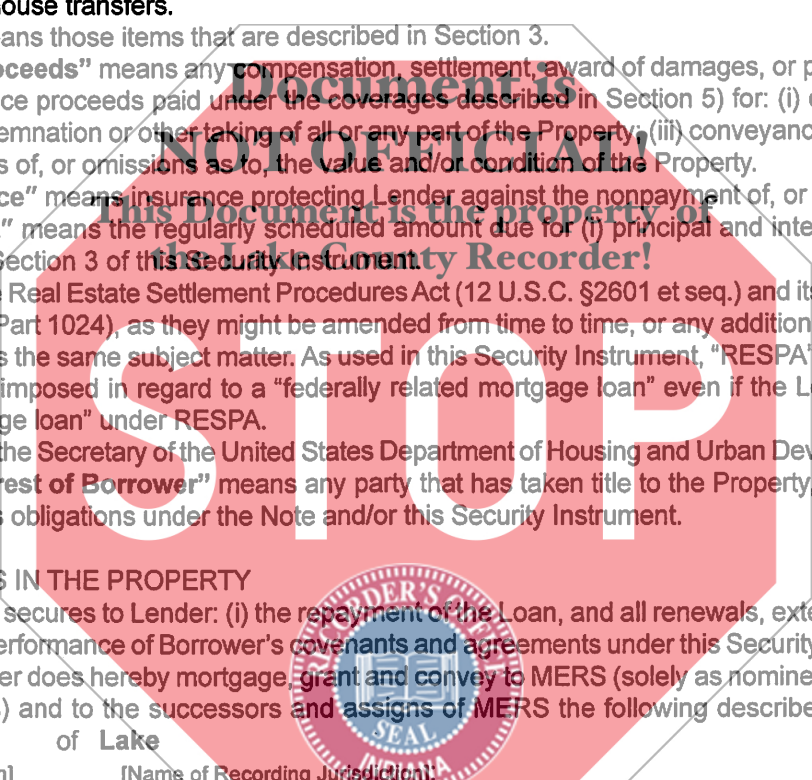 ouse transfers.
eans those items that are described in Section 3.
oceeds” means any compensation, settlement, award of damages, or p
ce proceeds paid under the coverages described in Section 5) for: (i)
emnation or other taking of all or any part of the Property; (iii) conveyanc
s of, or omissions as to, the value and/or condition of the Property.
ce” means insurance protecting Lender against the nonpayment of, or
” means the regularly scheduled amount due for (i) principal and inte
Section 3 of this Security Instrument.
Real Estate Settlement Procedures Act (12 U.S.C. §2601 et seq.) and it
Part 1024), as they might be amended from time to time, or any addition
s the same subject matter. As used in this Security Instrument, “RESPA”
imposed in regard to a “federally related mortgage loan” even if the L
ge loan” under RESPA.
the Secretary of the United States Department of Housing and Urban Dev
rest of Borrower” means any party that has taken title to the Property,
s obligations under the Note and/or this Security Instrument.
S IN THE PROPERTY
secures to Lender: (i) the repayment of the Loan, and all renewals, exte
erformance of Borrower's covenants and agreements under this Security
er does hereby mortgage, grant and convey to MERS (solely as nomine
) and to the successors and assigns of MERS the following describe
of Lake
n] [Name of Recording Jurisdiction]:
Document is
NOT OFFICIAL!
This Document is the property of
the Lake County Recorder!
STOP
RECORDER'S OFFICE
SEAL
INDIANA